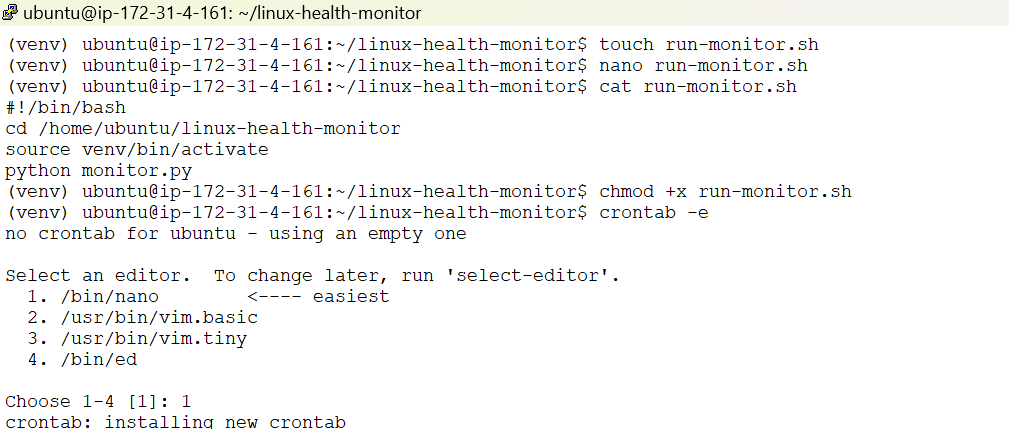 ubuntu@ip-172-31-4-161: ~/linux-health-monitor
(venv) ubuntu@ip-172-31-4-161:~/linux-health-monitor$ touch run-monitor.sh
(venv) ubuntu@ip-172-31-4-161:~/linux-health-monitor$ nano run-monitor.sh
(venv) ubuntu@ip-172-31-4-161:~/linux-health-monitor$ cat run-monitor.sh
#!/bin/bash
cd /home/ubuntu/linux-health-monitor
source venv/bin/activate
python monitor.py
(venv) ubuntu@ip-172-31-4-161:~/linux-health-monitor$ chmod +x run-monitor.sh
(venv) ubuntu@ip-172-31-4-161:~/linux-health-monitor$ crontab -e
no crontab for ubuntu - using an empty one

Select an editor.  To change later, run 'select-editor'.
  1. /bin/nano        <---- easiest
  2. /usr/bin/vim.basic
  3. /usr/bin/vim.tiny
  4. /bin/ed

Choose 1-4 [1]: 1
crontab: installing new crontab